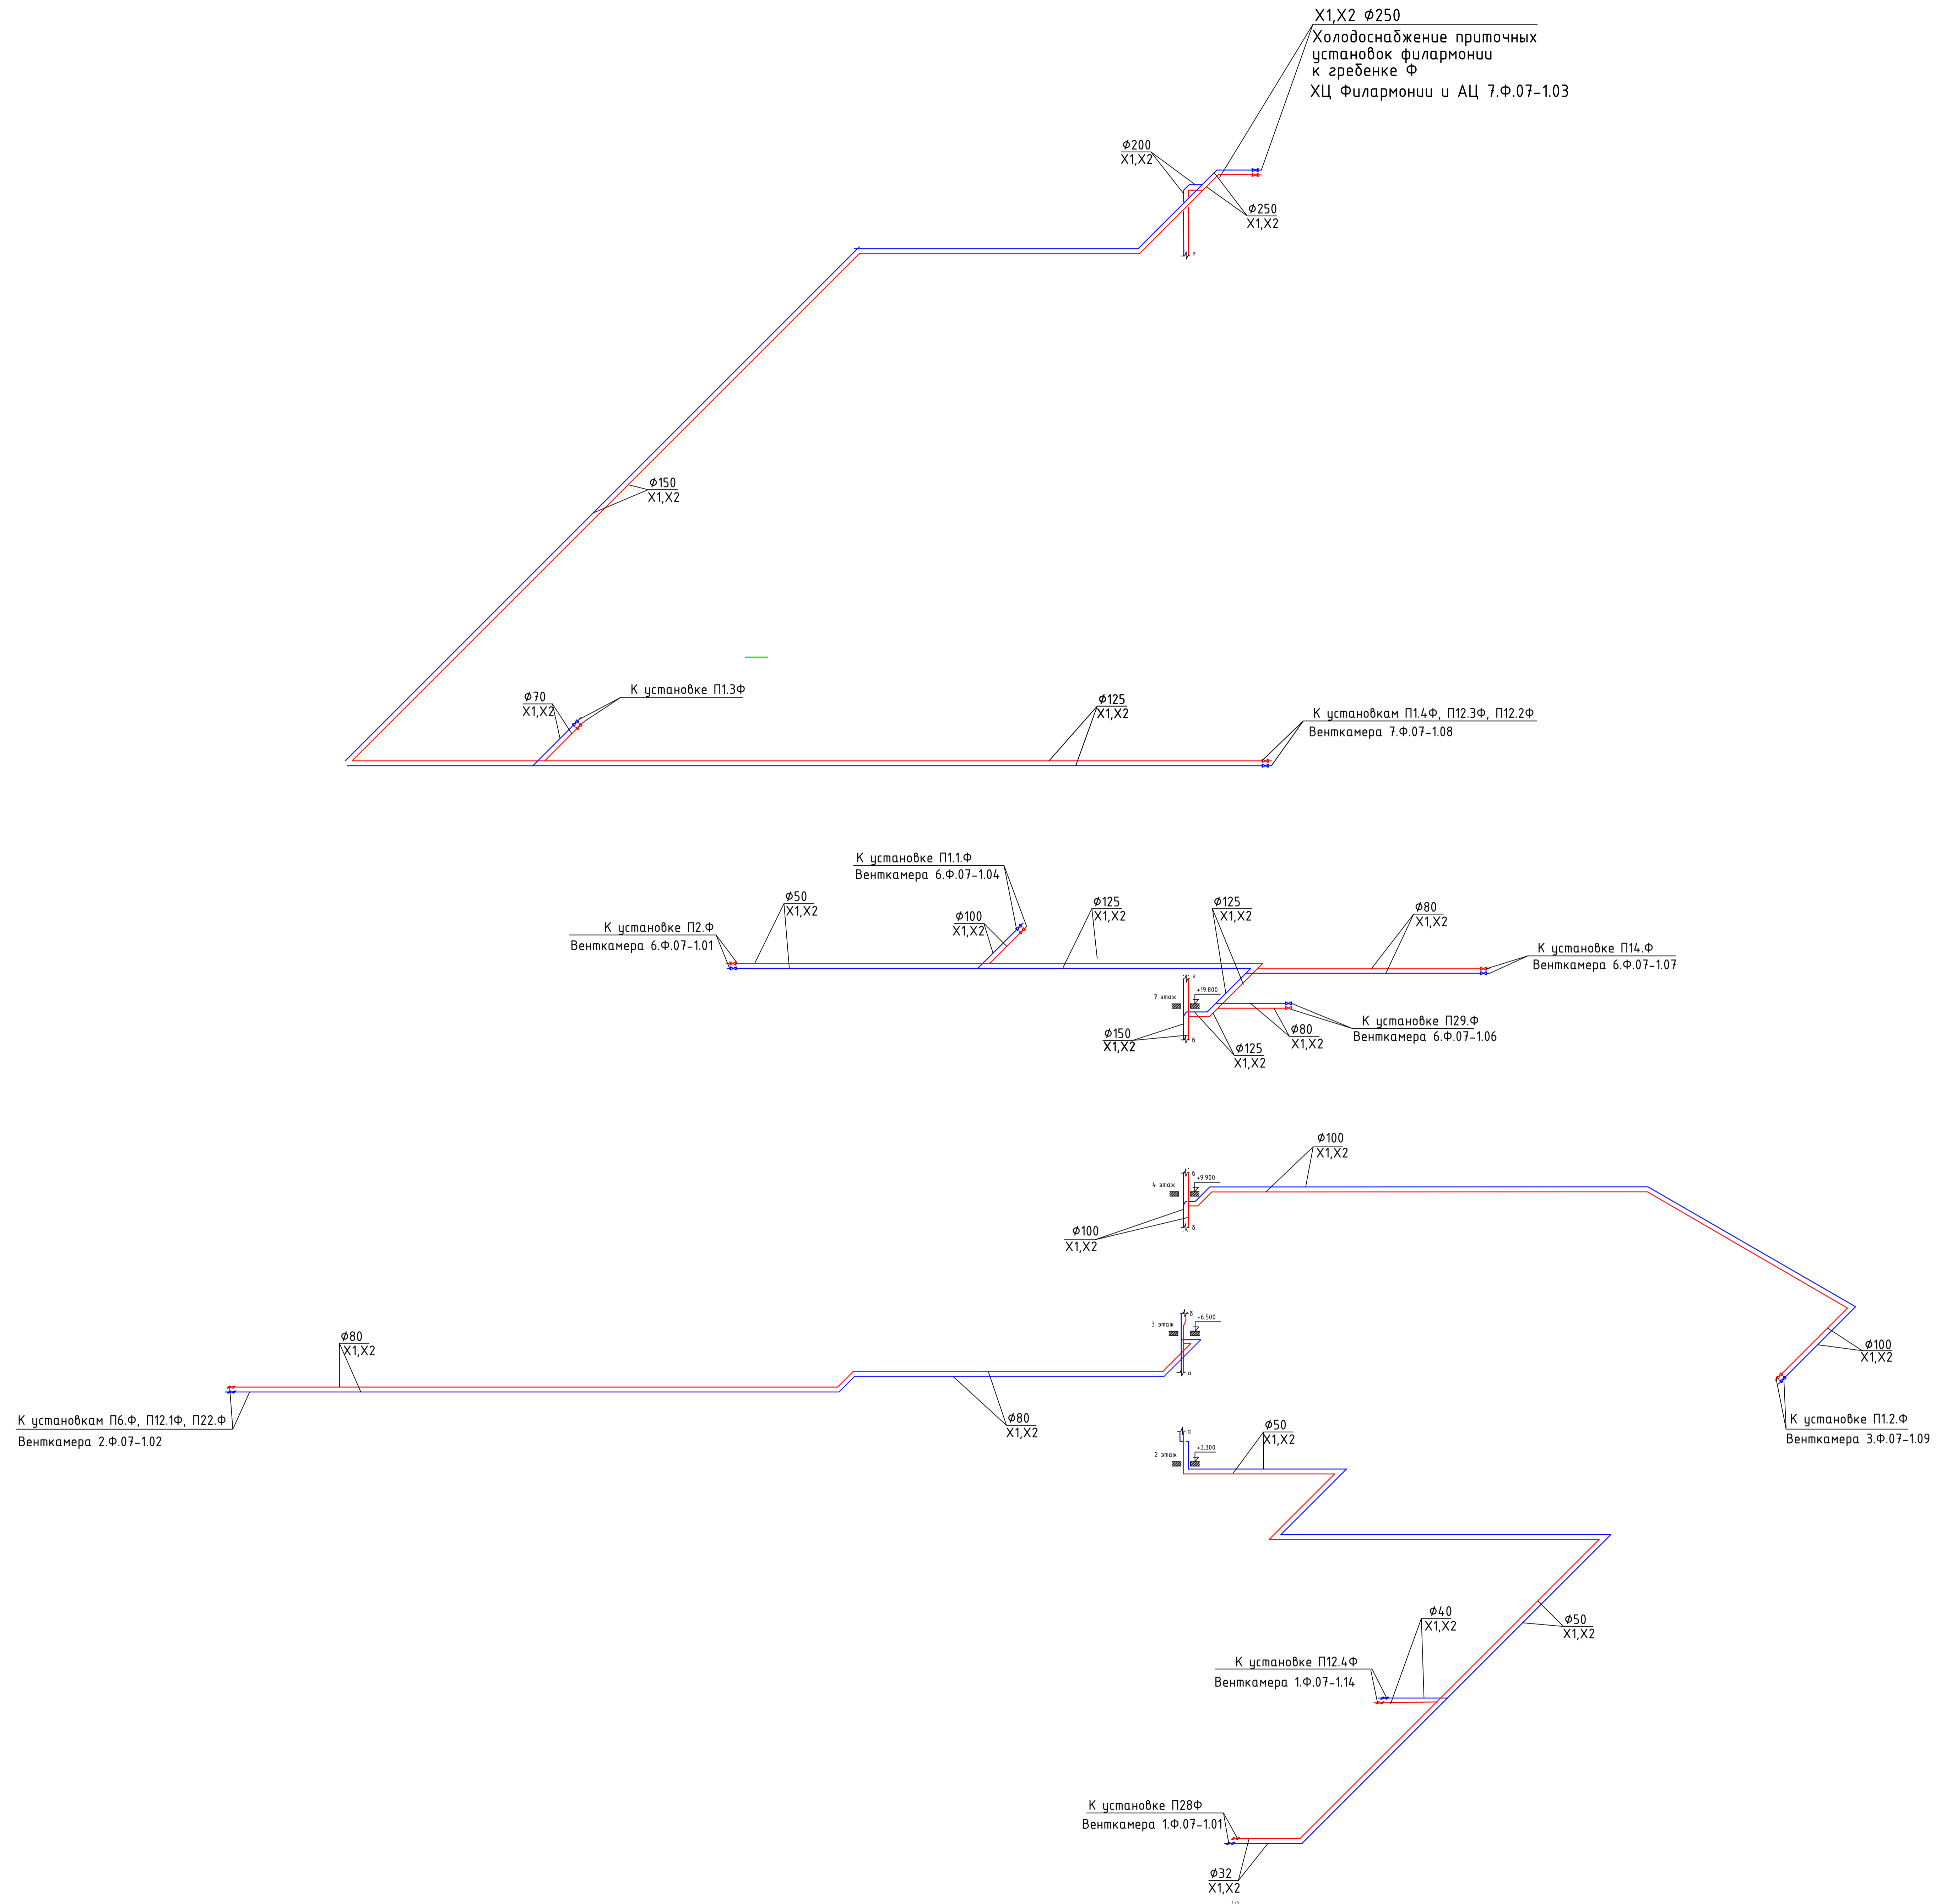 Х1,Х2 Ф250
Холодоснабжение приточных
установок филармонии
к гребенке Ф
ХЦ Филармонии и АЦ 7.Ф.07-1.03
Ф200
Х1,Х2
Ф250
Х1,Х2
г
Ф150
Х1,Х2
К установке П1.3Ф
Ф70
Х1,Х2
Ф125
Х1,Х2
К установкам П1.4Ф, П12.3Ф, П12.2Ф
Венткамера 7.Ф.07-1.08
К установке П1.1.Ф
Венткамера 6.Ф.07-1.04
Ф50
Х1,Х2
Ф100
Х1,Х2
Ф125
Х1,Х2
Ф125
Х1,Х2
Ф80
Х1,Х2
К установке П2.Ф
Венткамера 6.Ф.07-1.01
К установке П14.Ф
Венткамера 6.Ф.07-1.07
г
7 этаж
+19.800
К установке П29.Ф
Венткамера 6.Ф.07-1.06
Ф150
Х1,Х2
в
Ф80
Х1,Х2
Ф125
Х1,Х2
Ф100
Х1,Х2
в
4 этаж
+9.900
б
Ф100
Х1,Х2
б
3 этаж
+6.500
а
Ф80
Х1,Х2
Ф100
Х1,Х2
К установкам П6.Ф, П12.1Ф, П22.Ф
Венткамера 2.Ф.07-1.02
Ф80
Х1,Х2
К установке П1.2.Ф
Венткамера 3.Ф.07-1.09
Ф50
Х1,Х2
а
2 этаж
+3.300
Ф40
Х1,Х2
Ф50
Х1,Х2
К установке П12.4Ф
Венткамера 1.Ф.07-1.14
К установке П28Ф
Венткамера 1.Ф.07-1.01
Ф32
Х1,Х2